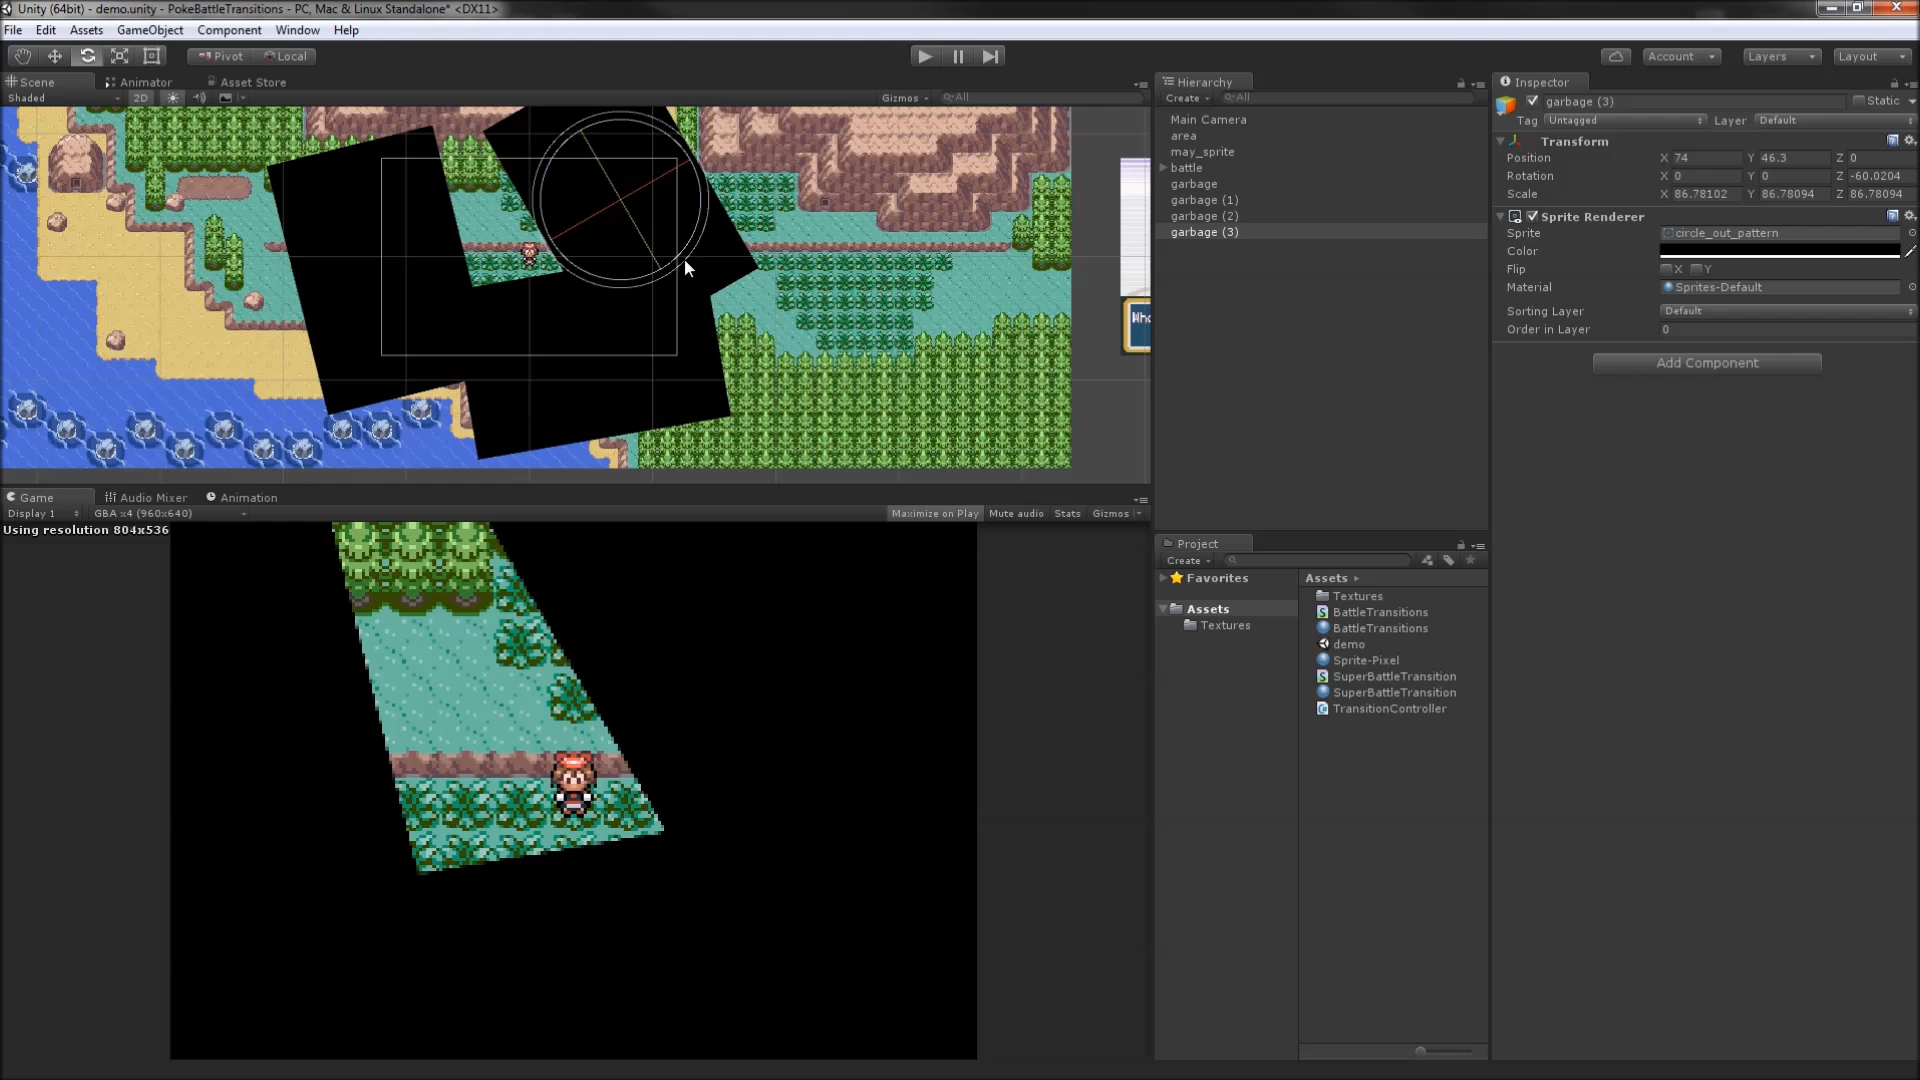 Unity (64bit) - demo.unity - PokeBattleTransitions - PC, Mac & Linux Standalone* <DX11>
File Edit Assets GameObject Component Window Help
Pivot Local Account Layers Layout
Scene Animator Asset Store
Shaded 2D Gizmos All
Who
Game Audio Mixer Animation
Display 1 GBA x4 (960x640) Maximize on Play Mute audio Stats Gizmos
Using resolution 804x536
Hierarchy
Create All
Main Camera
area
may_sprite
battle
garbage
garbage (1)
garbage (2)
garbage (3)
Project
Create
Favorites
Assets
Textures
Assets
Textures
BattleTransitions
BattleTransitions
demo
Sprite-Pixel
SuperBattleTransition
SuperBattleTransition
TransitionController
Inspector
garbage (3) Static
Tag Untagged Layer Default
Transform
Position X 74 Y 46.3 Z 0
Rotation X 0 Y 0 Z -60.0204
Scale X 86.78102 Y 86.78094 Z 86.78094
Sprite Renderer
Sprite circle_out_pattern
Color
Flip X Y
Material Sprites-Default
Sorting Layer Default
Order in Layer 0
Add Component